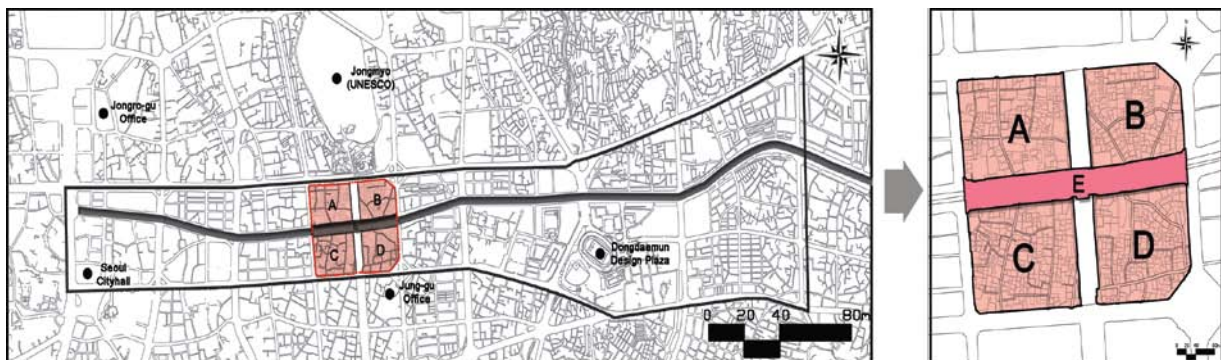 Jongmyo
(UNESCO)
Jongro-gu
Office
A
B
C
D
Seoul
Cityhall
Jung-gu
Office
Dongdaemun
Design Plaza
0 20 40 80m
A
B
E
C
D